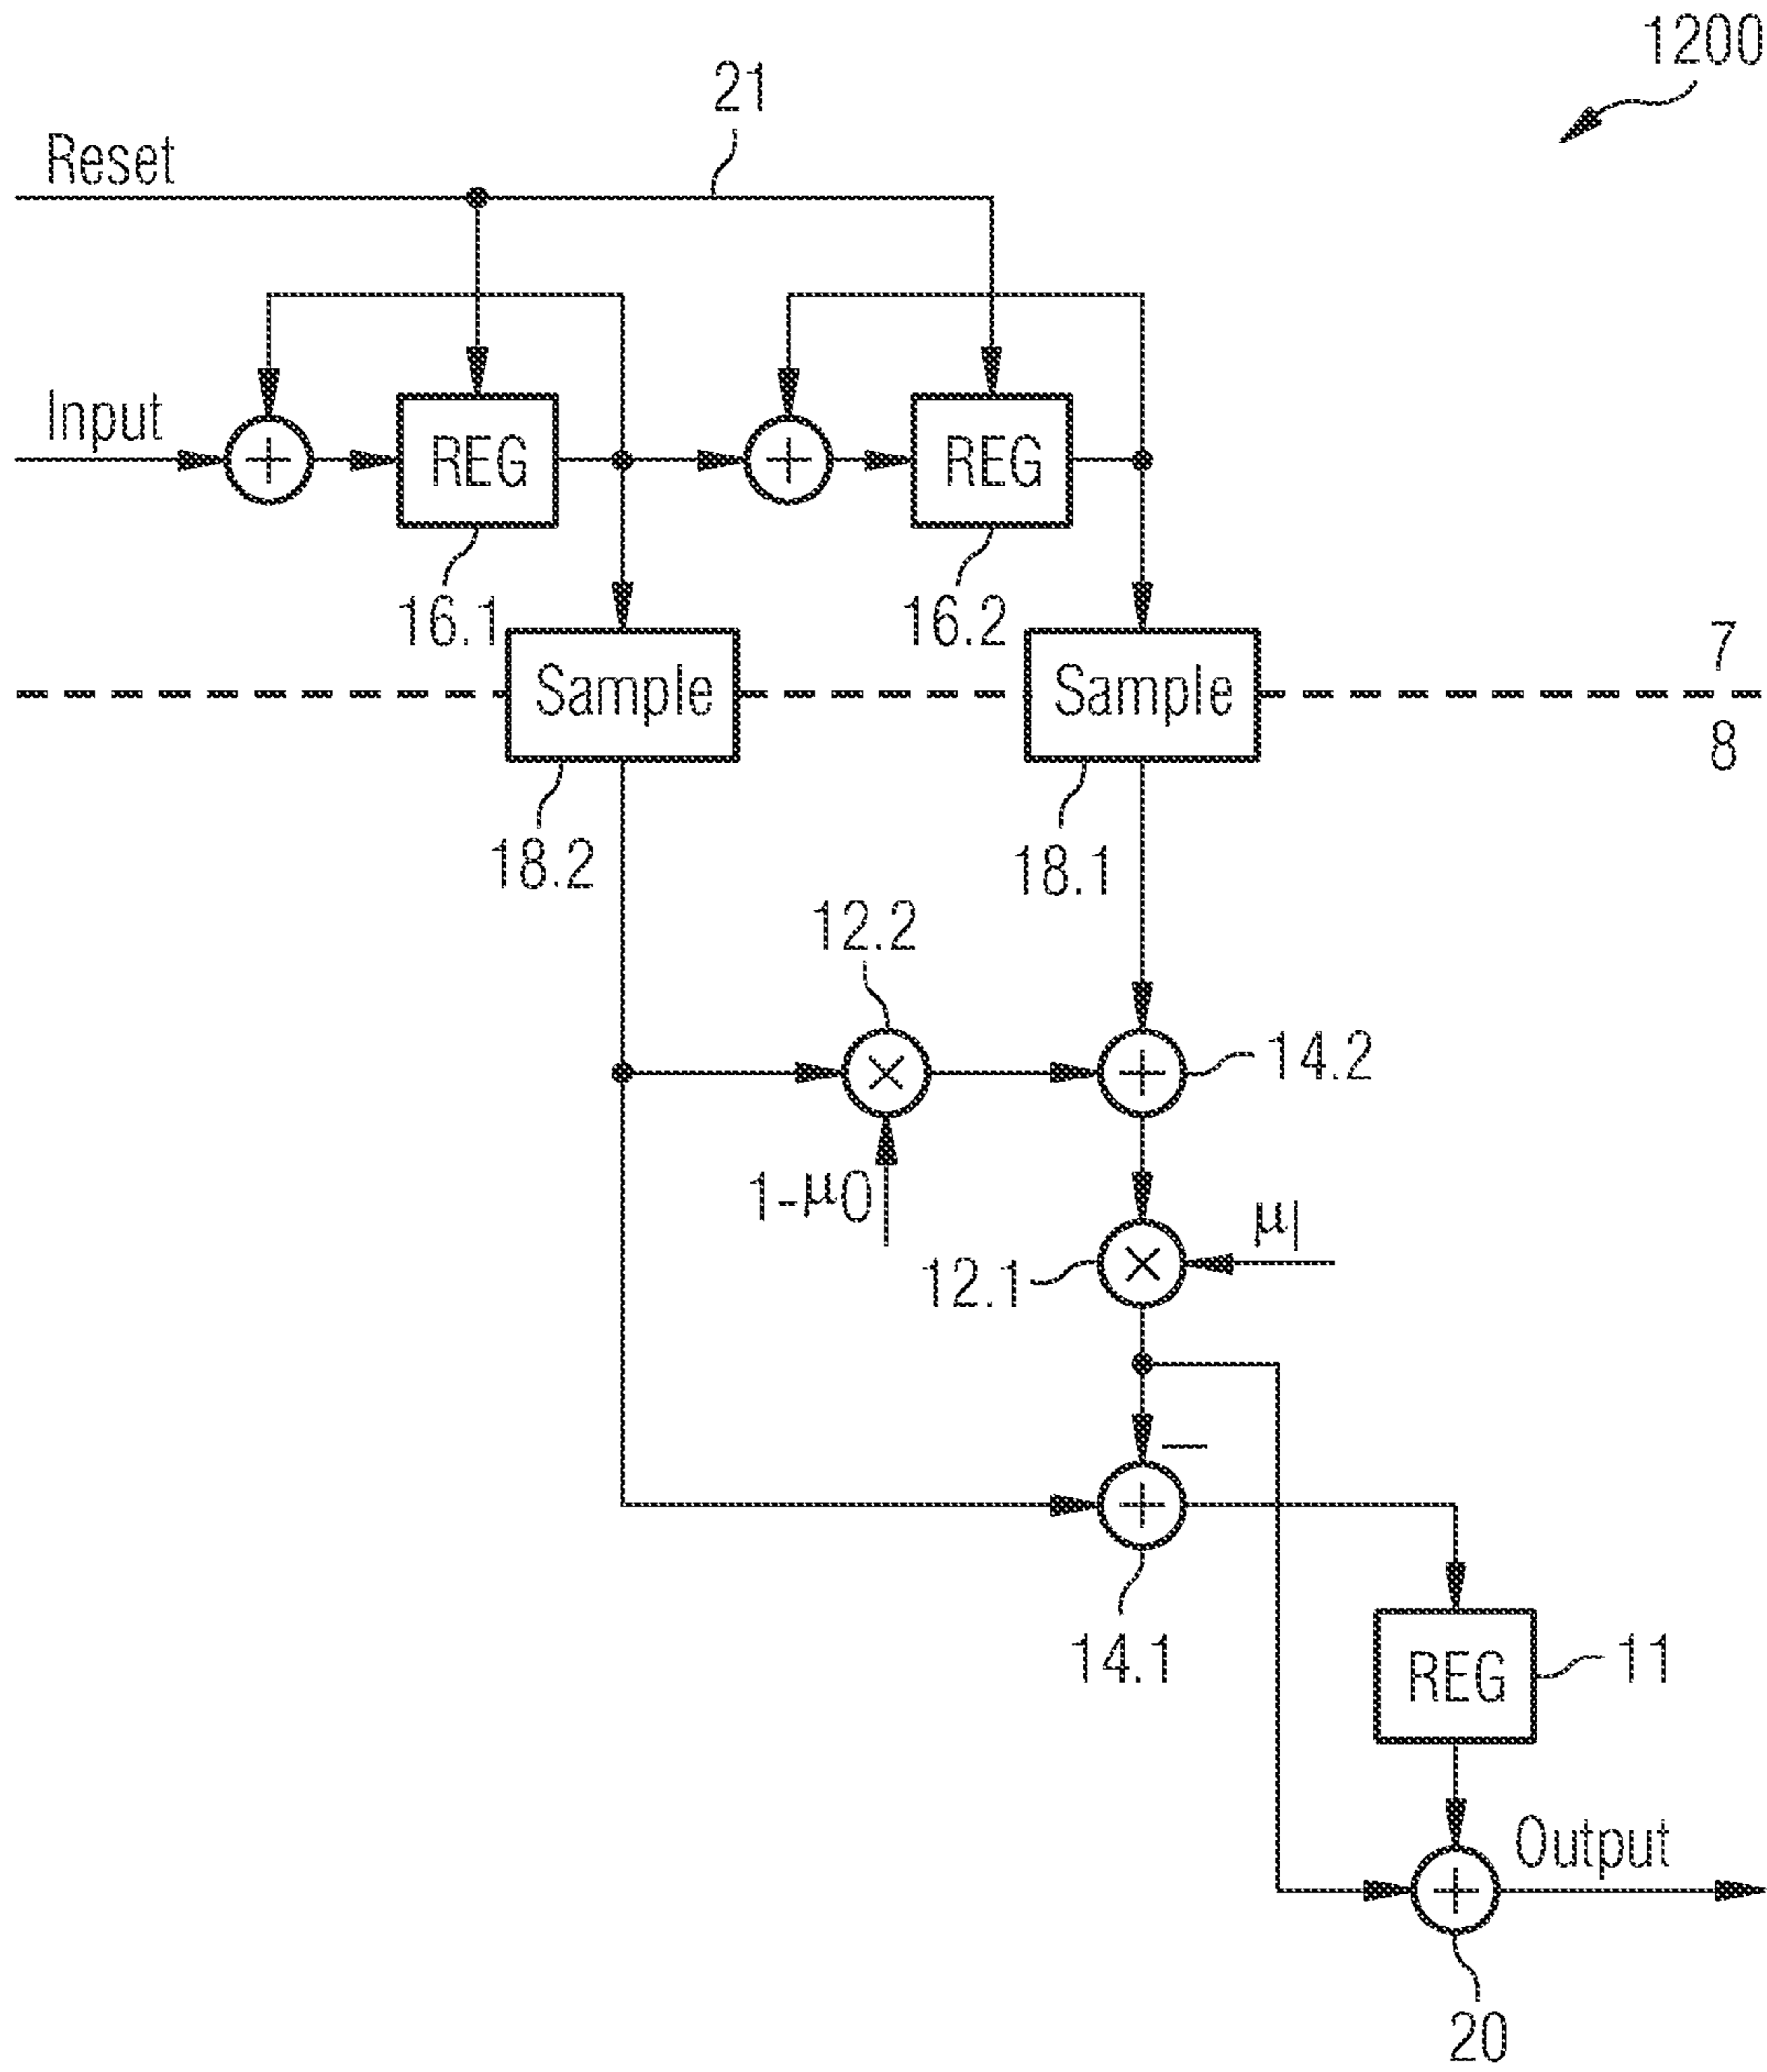 1200
21
Reset
Input
+
REG
+
REG
16.1
16.2
7
Sample
Sample
8
18.2
18.1
12.2
×
+
14.2
1-μ0
μI
12.1
×
−
+
14.1
REG
11
Output
+
20